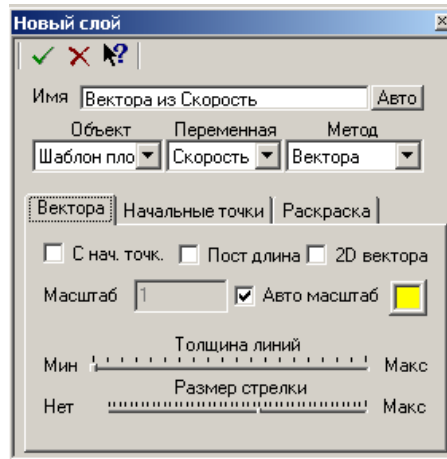 Новый слой
Имя Вектора из Скорость Авто
Объект Переменная Метод
Шаблон пло Скорость Вектора
Вектора Начальные точки Раскраска
С нач. точк. Пост длина 2D вектора
Масштаб 1 Авто масштаб
Толщина линий
Мин Макс
Размер стрелки
Нет Макс